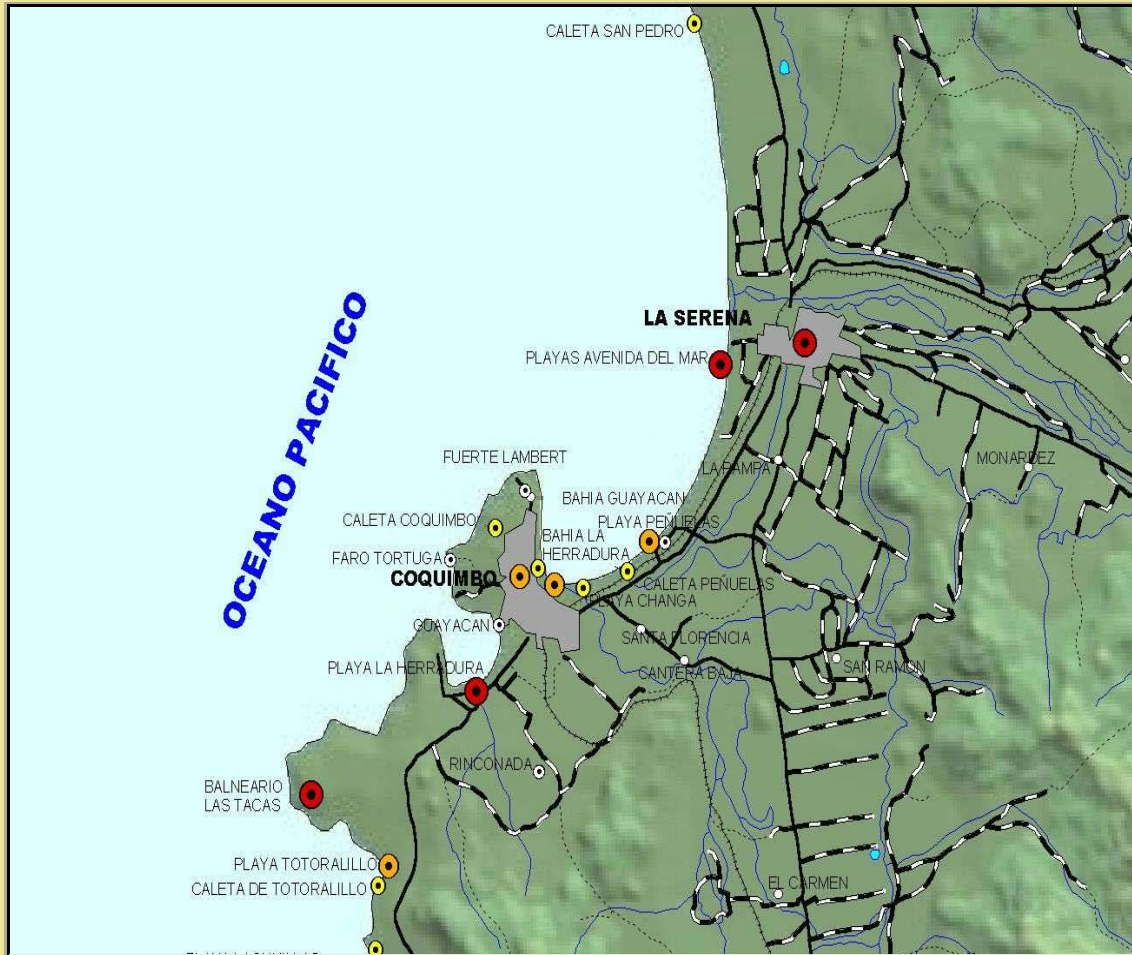 CALETA SAN PEDRO
LA SERENA
PLAYAS AVENIDA DEL MAR
OCEANO PACIFICO
FUERTE LAMBERT
LA PAMPA
MONARDEZ
BAHIA GUAYACAN
CALETA COQUIMBO
PLAYA PEÑUELAS
BAHIA LA
HERRADURA
FARO TORTUGA
COQUIMBO
CALETA PEÑUELAS
PLAYA CHANGA
GUAYACAN
SANTA FLORENCIA
PLAYA LA HERRADURA
CANTERA BAJA
SAN RAMON
RINCONADA
BALNEARIO
LAS TACAS
PLAYA TOTORALILLO
CALETA DE TOTORALILLO
EL CARMEN